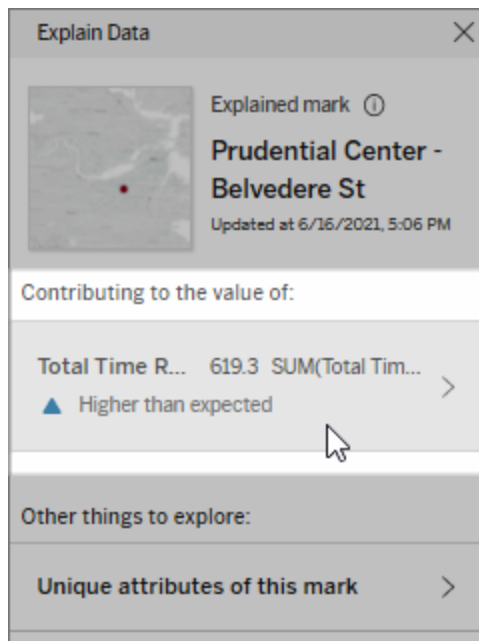 Explain Data
Explained mark
Prudential Center -
Belvedere St
Updated at 6/16/2021, 5:06 PM
Contributing to the value of:
Total Time R... 619.3 SUM(Total Tim...
Higher than expected
Other things to explore:
Unique attributes of this mark